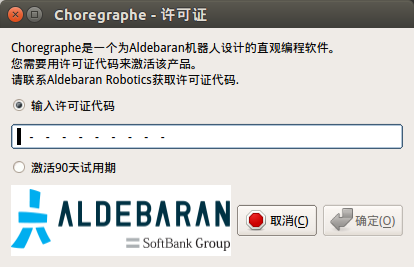 Choregraphe - 许可证
Choregraphe是一个为Aldebaran机器人设计的直观编程软件。
您需要用许可证代码来激活该产品。
请联系Aldebaran Robotics获取许可证代码.
输入许可证代码
- - - - - - - - -
激活90天试用期
ALDEBARAN
SoftBank Group
取消(C)
确定(O)